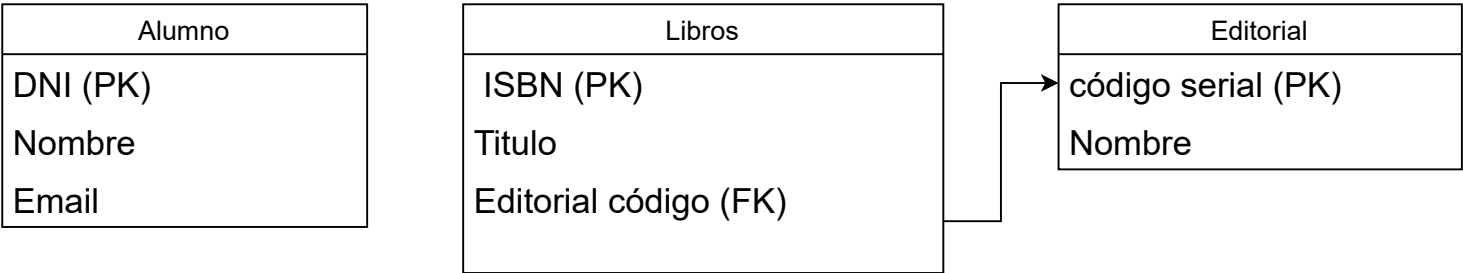 Alumno
DNI (PK)
Nombre
Email
Libros
ISBN (PK)
Titulo
Editorial código (FK)
Editorial
código serial (PK)
Nombre